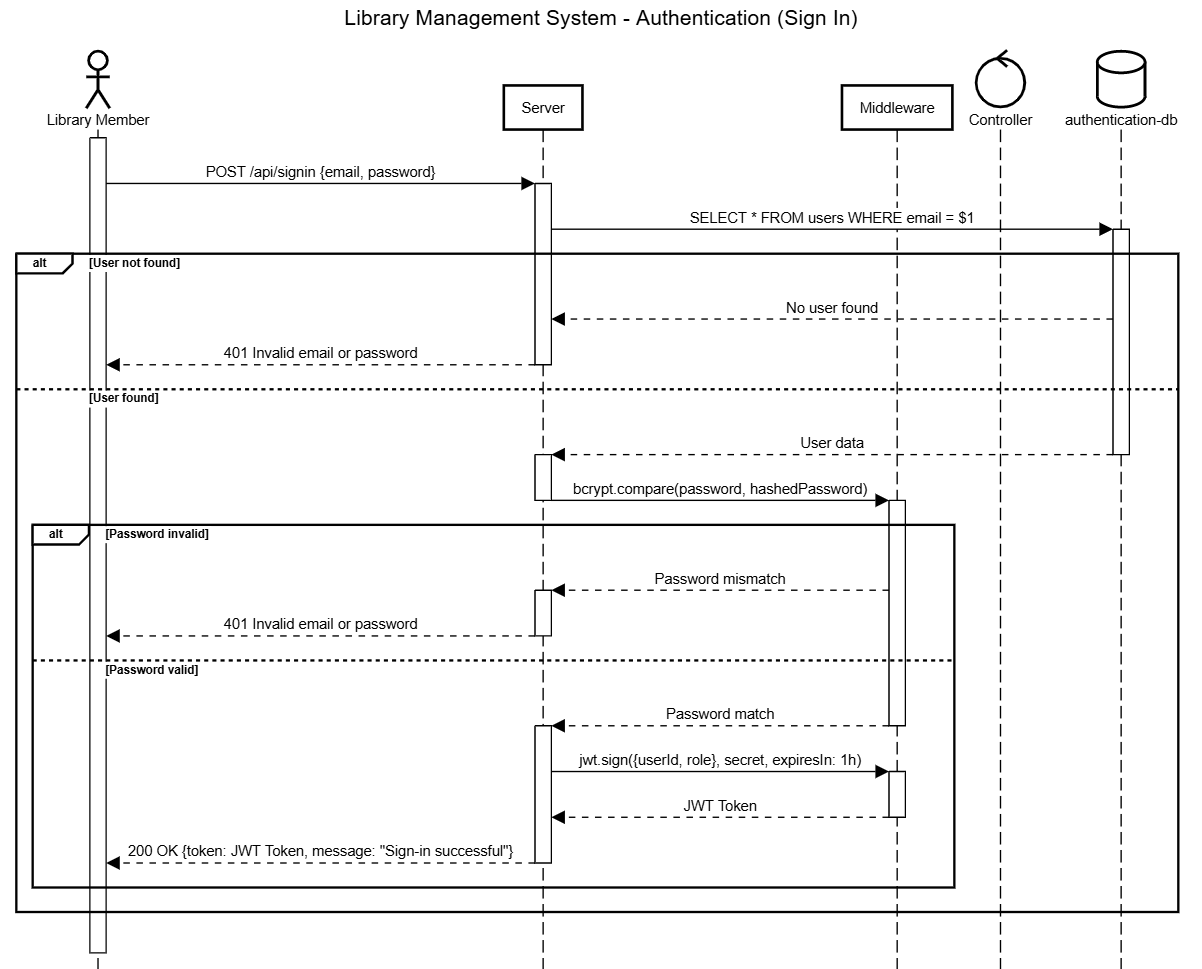 Library Management System - Authentication (Sign In)
Library Member
Server
Middleware
Controller
authentication-db
POST /api/signin {email, password}
SELECT * FROM users WHERE email = $1
alt
[User not found]
No user found
401 Invalid email or password
[User found]
User data
bcrypt.compare(password, hashedPassword)
alt
[Password invalid]
Password mismatch
401 Invalid email or password
[Password valid]
Password match
jwt.sign({userId, role}, secret, expiresIn: 1h)
JWT Token
200 OK {token: JWT Token, message: "Sign-in successful"}